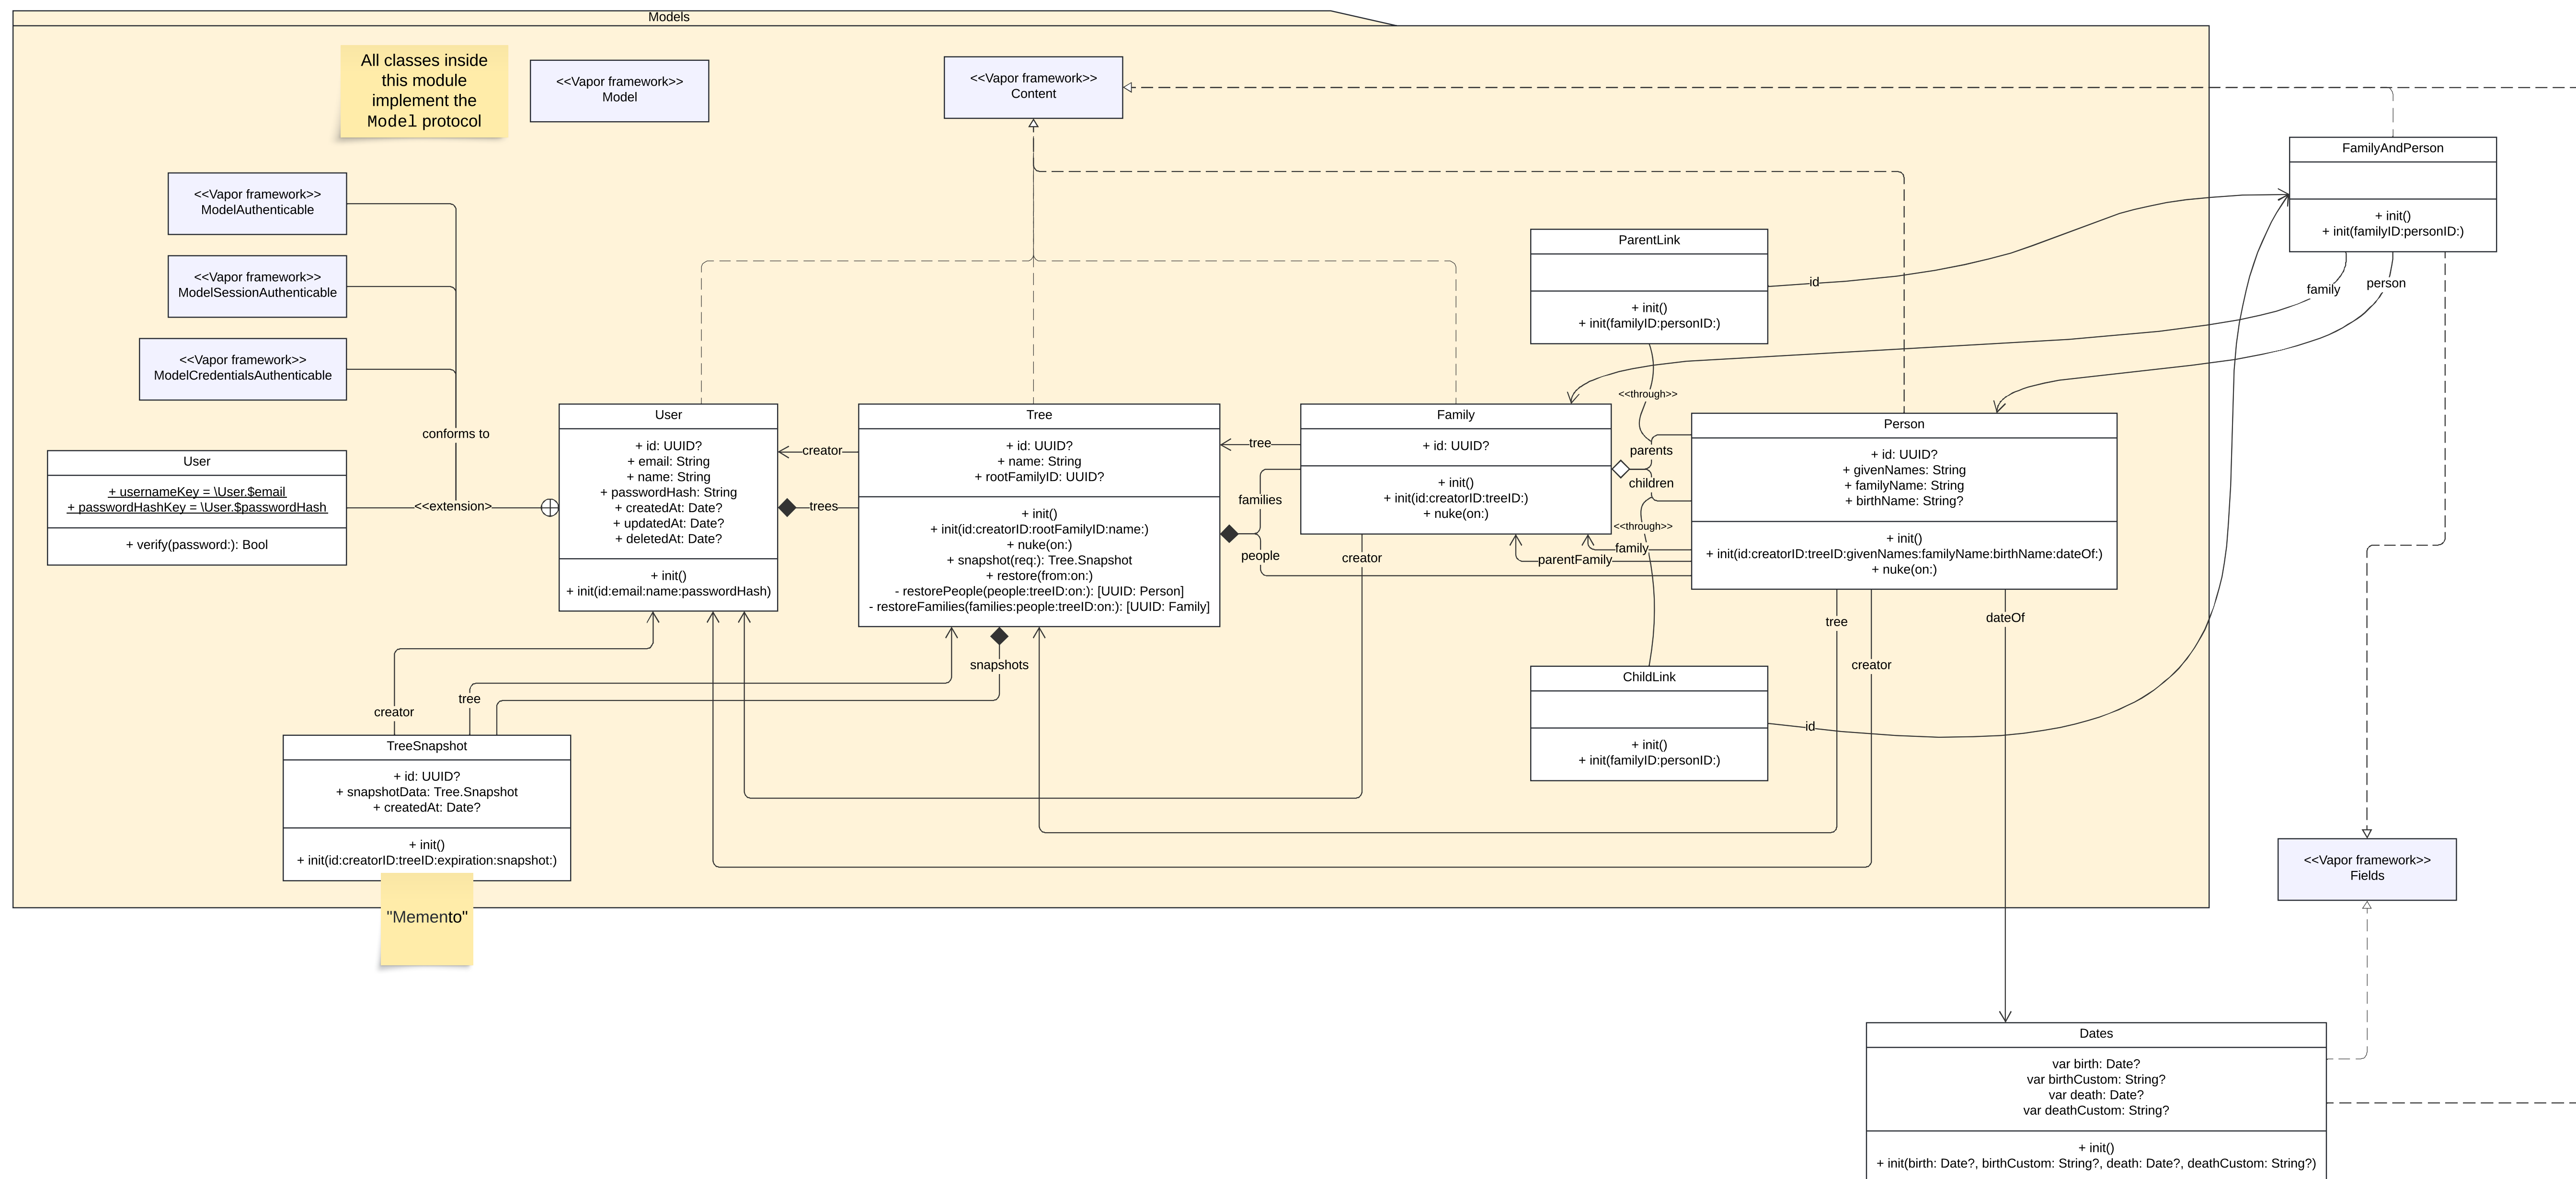 Models
All classes inside
this module
implement the
Model protocol
<<Vapor framework>>
Model
<<Vapor framework>>
Content
<<Vapor framework>>
ModelAuthenticable
<<Vapor framework>>
ModelSessionAuthenticable
<<Vapor framework>>
ModelCredentialsAuthenticable
conforms to
<<extension>>
User
+ usernameKey = \User.$email
+ passwordHashKey = \User.$passwordHash
+ verify(password:): Bool
User
+ id: UUID?
+ email: String
+ name: String
+ passwordHash: String
+ createdAt: Date?
+ updatedAt: Date?
+ deletedAt: Date?
+ init()
+ init(id:email:name:passwordHash)
creator
trees
Tree
+ id: UUID?
+ name: String
+ rootFamilyID: UUID?
+ init()
+ init(id:creatorID:rootFamilyID:name:)
+ nuke(on:)
+ snapshot(req:): Tree.Snapshot
+ restore(from:on:)
- restorePeople(people:treeID:on:): [UUID: Person]
- restoreFamilies(families:people:treeID:on:): [UUID: Family]
tree
families
people
Family
+ id: UUID?
+ init()
+ init(id:creatorID:treeID:)
+ nuke(on:)
creator
ParentLink
+ init()
+ init(familyID:personID:)
id
<<through>>
parents
children
<<through>>
family
parentFamily
Person
+ id: UUID?
+ givenNames: String
+ familyName: String
+ birthName: String?
+ init()
+ init(id:creatorID:treeID:givenNames:familyName:birthName:dateOf:)
+ nuke(on:)
tree
creator
dateOf
ChildLink
+ init()
+ init(familyID:personID:)
id
snapshots
creator
tree
TreeSnapshot
+ id: UUID?
+ snapshotData: Tree.Snapshot
+ createdAt: Date?
+ init()
+ init(id:creatorID:treeID:expiration:snapshot:)
"Memento"
FamilyAndPerson
+ init()
+ init(familyID:personID:)
family
person
<<Vapor framework>>
Fields
Dates
var birth: Date?
var birthCustom: String?
var death: Date?
var deathCustom: String?
+ init()
+ init(birth: Date?, birthCustom: String?, death: Date?, deathCustom: String?)